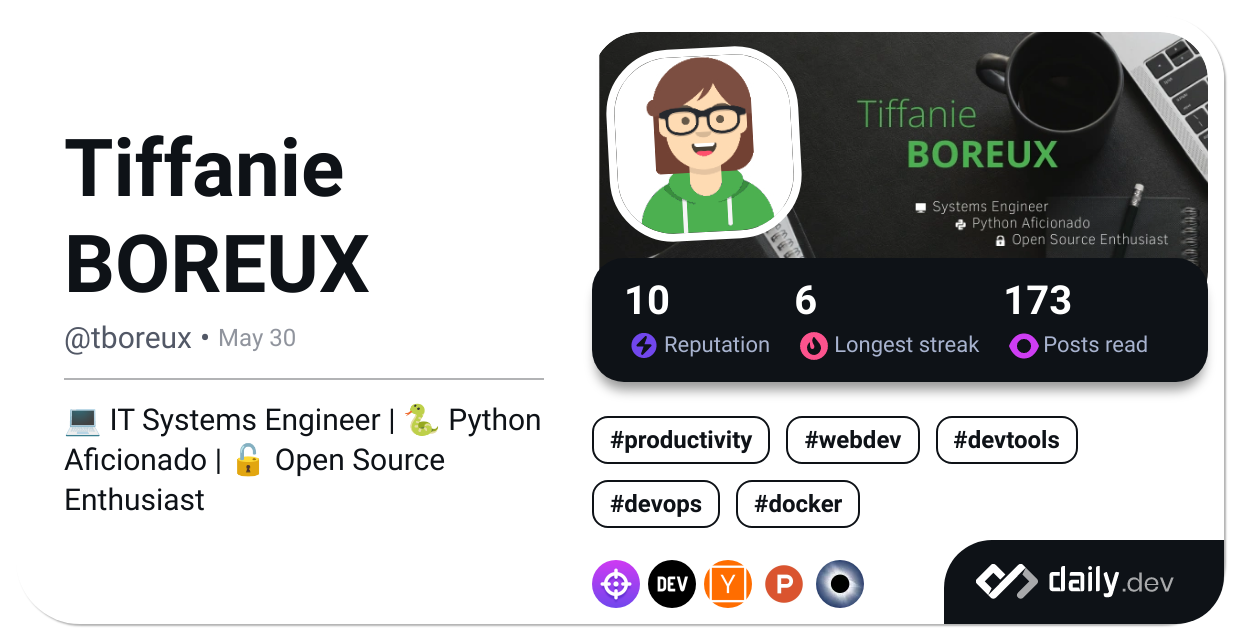 Tiffanie
BOREUX
@tboreux • May 30
💻 IT Systems Engineer | 🐍 Python
Aficionado | 🔓 Open Source
Enthusiast
Tiffanie
BOREUX
Systems Engineer
Python Aficionado
Open Source Enthusiast
10
Reputation
6
Longest streak
173
Posts read
#productivity
#webdev
#devtools
#devops
#docker
DEV
Y
P
daily.dev